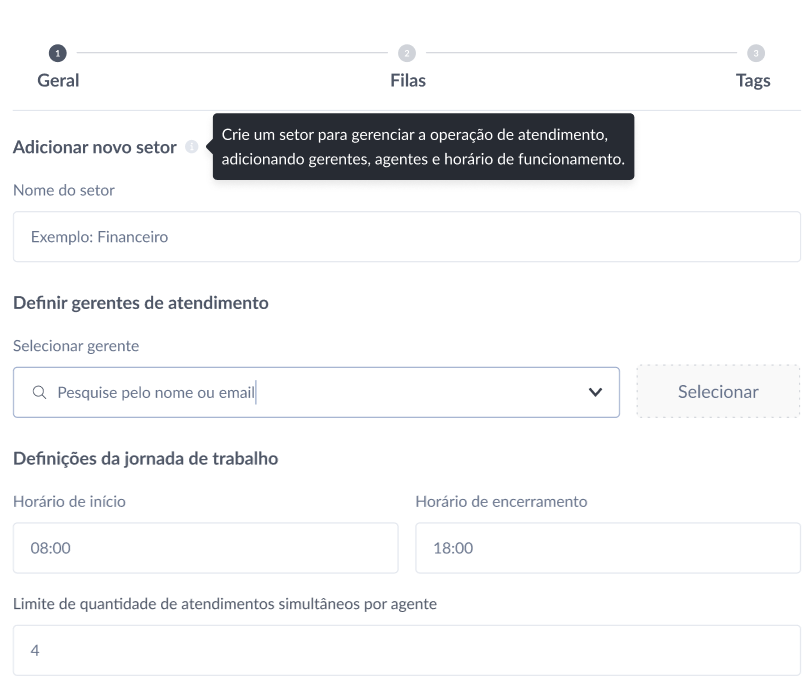 1
2
3
Geral
Filas
Tags
Adicionar novo setor
Crie um setor para gerenciar a operação de atendimento,
adicionando gerentes, agentes e horário de funcionamento.
Nome do setor
Exemplo: Financeiro
Definir gerentes de atendimento
Selecionar gerente
Pesquise pelo nome ou email
Selecionar
Definições da jornada de trabalho
Horário de início
Horário de encerramento
08:00
18:00
Limite de quantidade de atendimentos simultâneos por agente
4